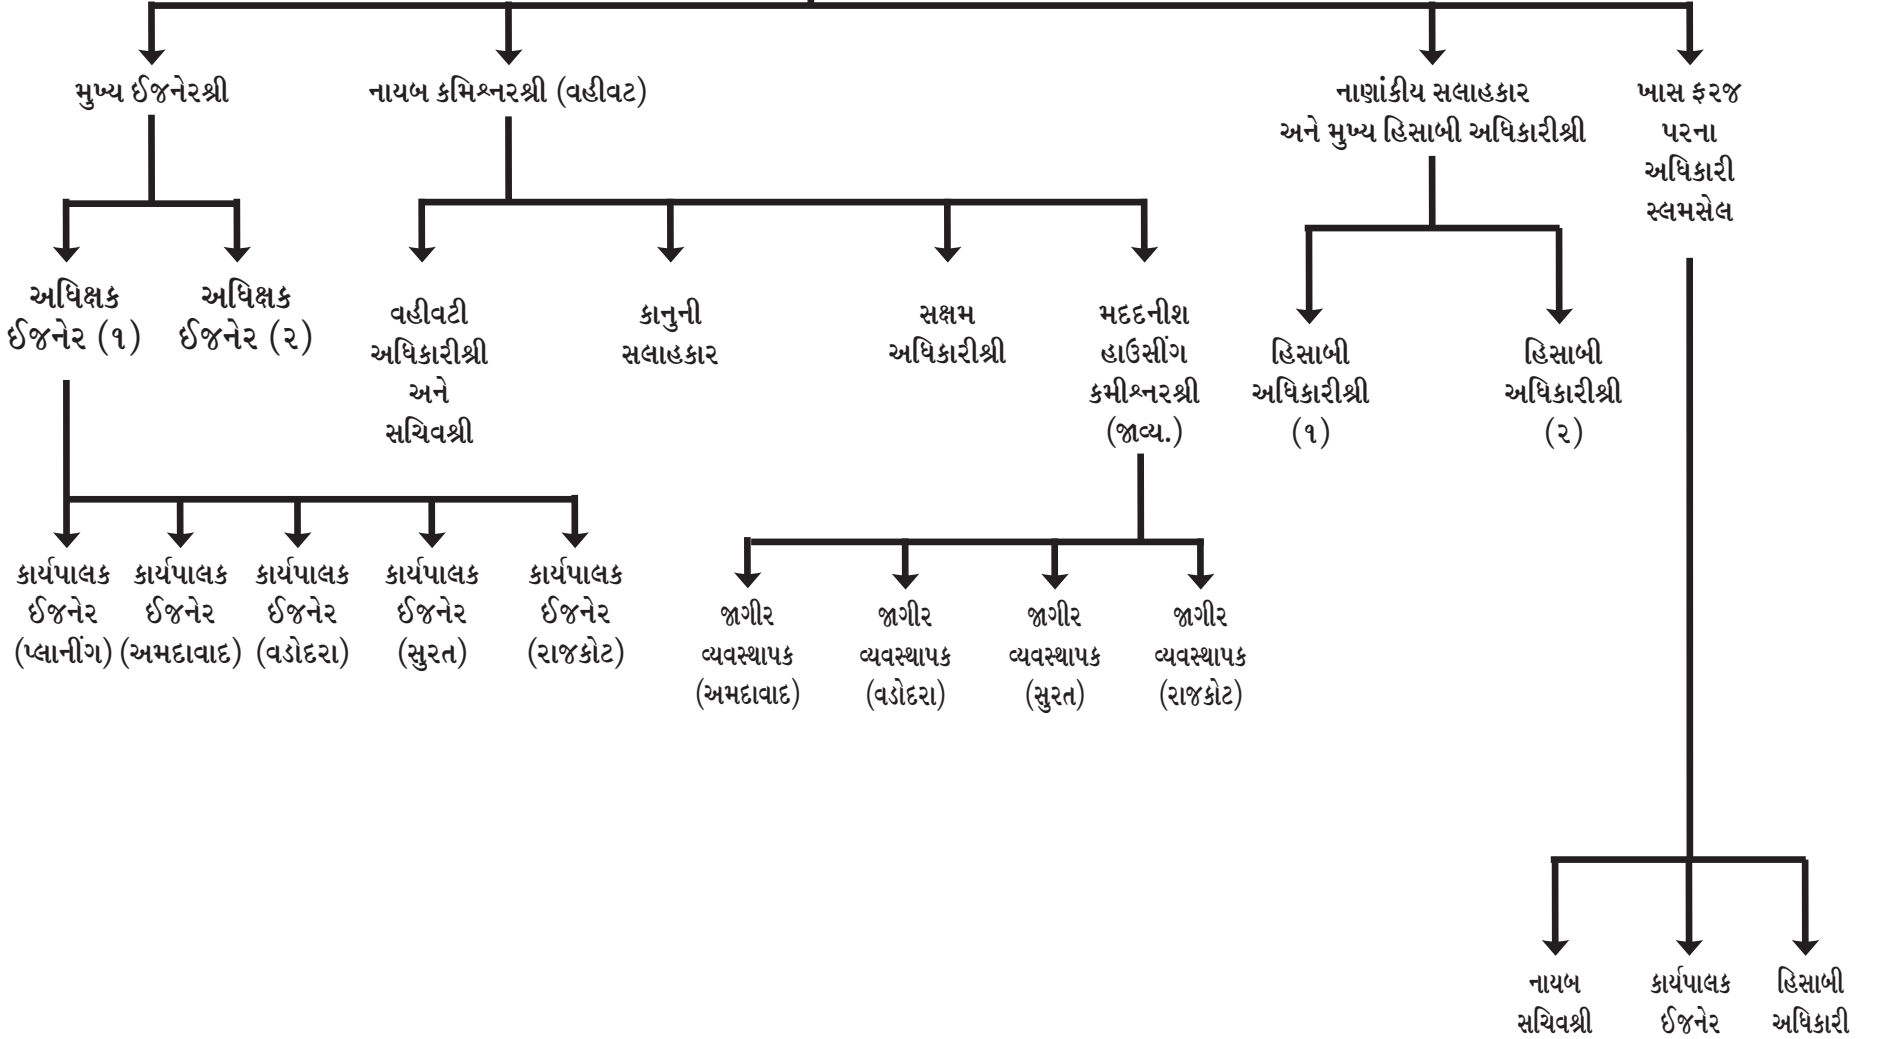 મુખ્ય ઈજનેરશ્રી
નાયબ કમિશ્નરશ્રી (વહીવટ)
નાણાંકીય સલાહકાર
અને મુખ્ય હિસાબી અધિકારીશ્રી
ખાસ ફરજ
પરના
અધિકારી
સ્લમસેલ
અધિક્ષક
ઈજનેર (૧)
અધિક્ષક
ઈજનેર (૨)
વહીવટી
અધિકારીશ્રી
અને
સચિવશ્રી
કાનુની
સલાહકાર
સક્ષમ
અધિકારીશ્રી
મદદનીશ
હાઉસીંગ
કમીશ્નરશ્રી
(જાવ્ય.)
હિસાબી
અધિકારીશ્રી
(૧)
હિસાબી
અધિકારીશ્રી
(૨)
કાર્યપાલક
ઈજનેર
(પ્લાનીંગ)
કાર્યપાલક
ઈજનેર
(અમદાવાદ)
કાર્યપાલક
ઈજનેર
(વડોદરા)
કાર્યપાલક
ઈજનેર
(સુરત)
કાર્યપાલક
ઈજનેર
(રાજકોટ)
જાગીર
વ્યવસ્થાપક
(અમદાવાદ)
જાગીર
વ્યવસ્થાપક
(વડોદરા)
જાગીર
વ્યવસ્થાપક
(સુરત)
જાગીર
વ્યવસ્થાપક
(રાજકોટ)
નાયબ
સચિવશ્રી
કાર્યપાલક
ઈજનેર
હિસાબી
અધિકારી